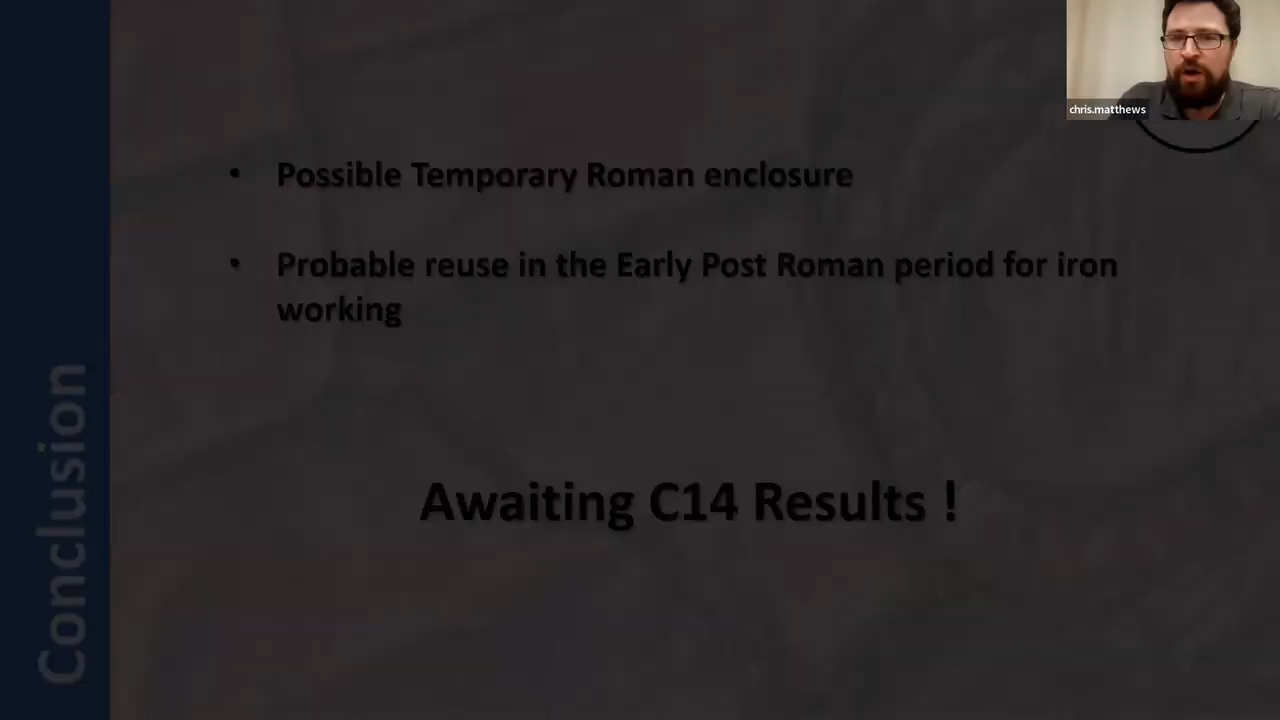 chris.matthews
• Possible Temporary Roman enclosure
• Probable reuse in the Early Post Roman period for iron
working
Awaiting C14 Results !
Conclusion